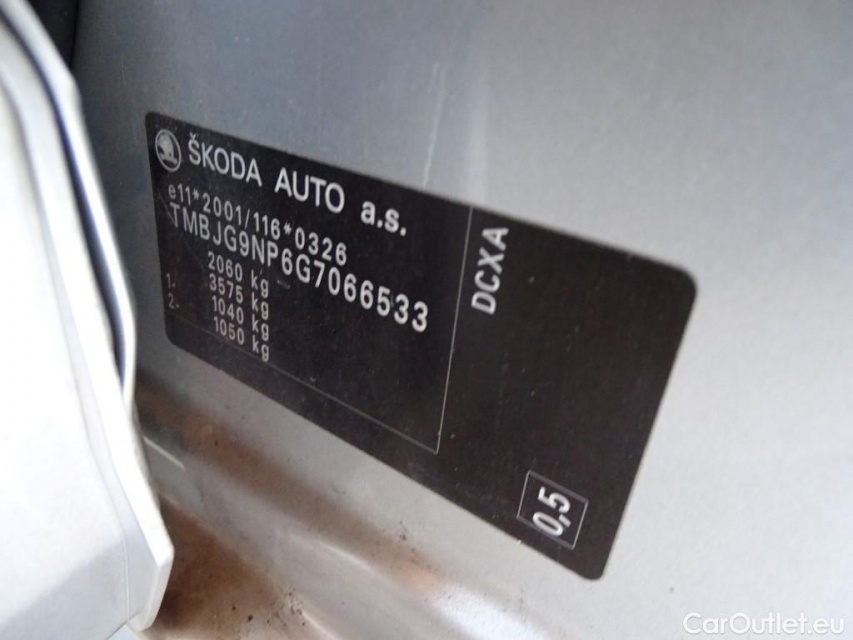 ŠKODA AUTO a.s.
e11*2001/116*0326
TMBJG9NP6G7066533
2060 kg
3575 kg
1. 1040 kg
2. 1050 kg
DCXA
0,5
CarOutlet.eu